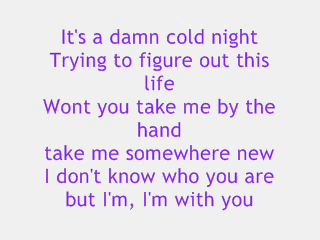 It's a damn cold night
Trying to figure out this
life
Wont you take me by the
hand
take me somewhere new
I don't know who you are
but I'm, I'm with you